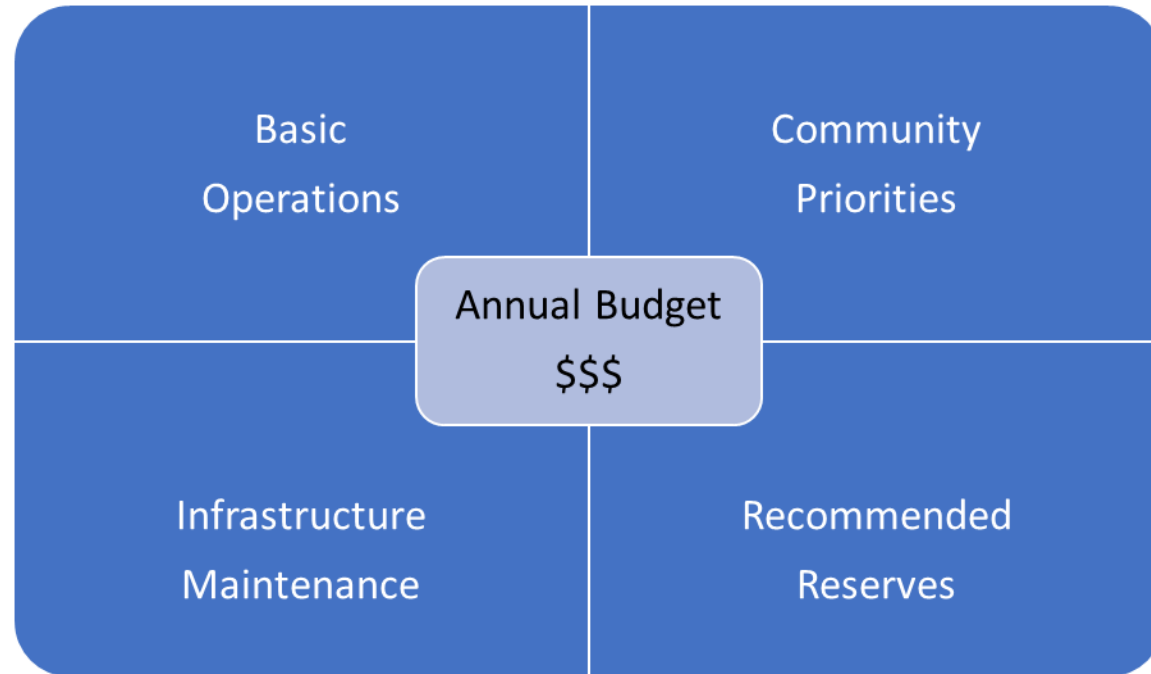 Basic
Operations
Community
Priorities
Annual Budget
$$$
Infrastructure
Maintenance
Recommended
Reserves